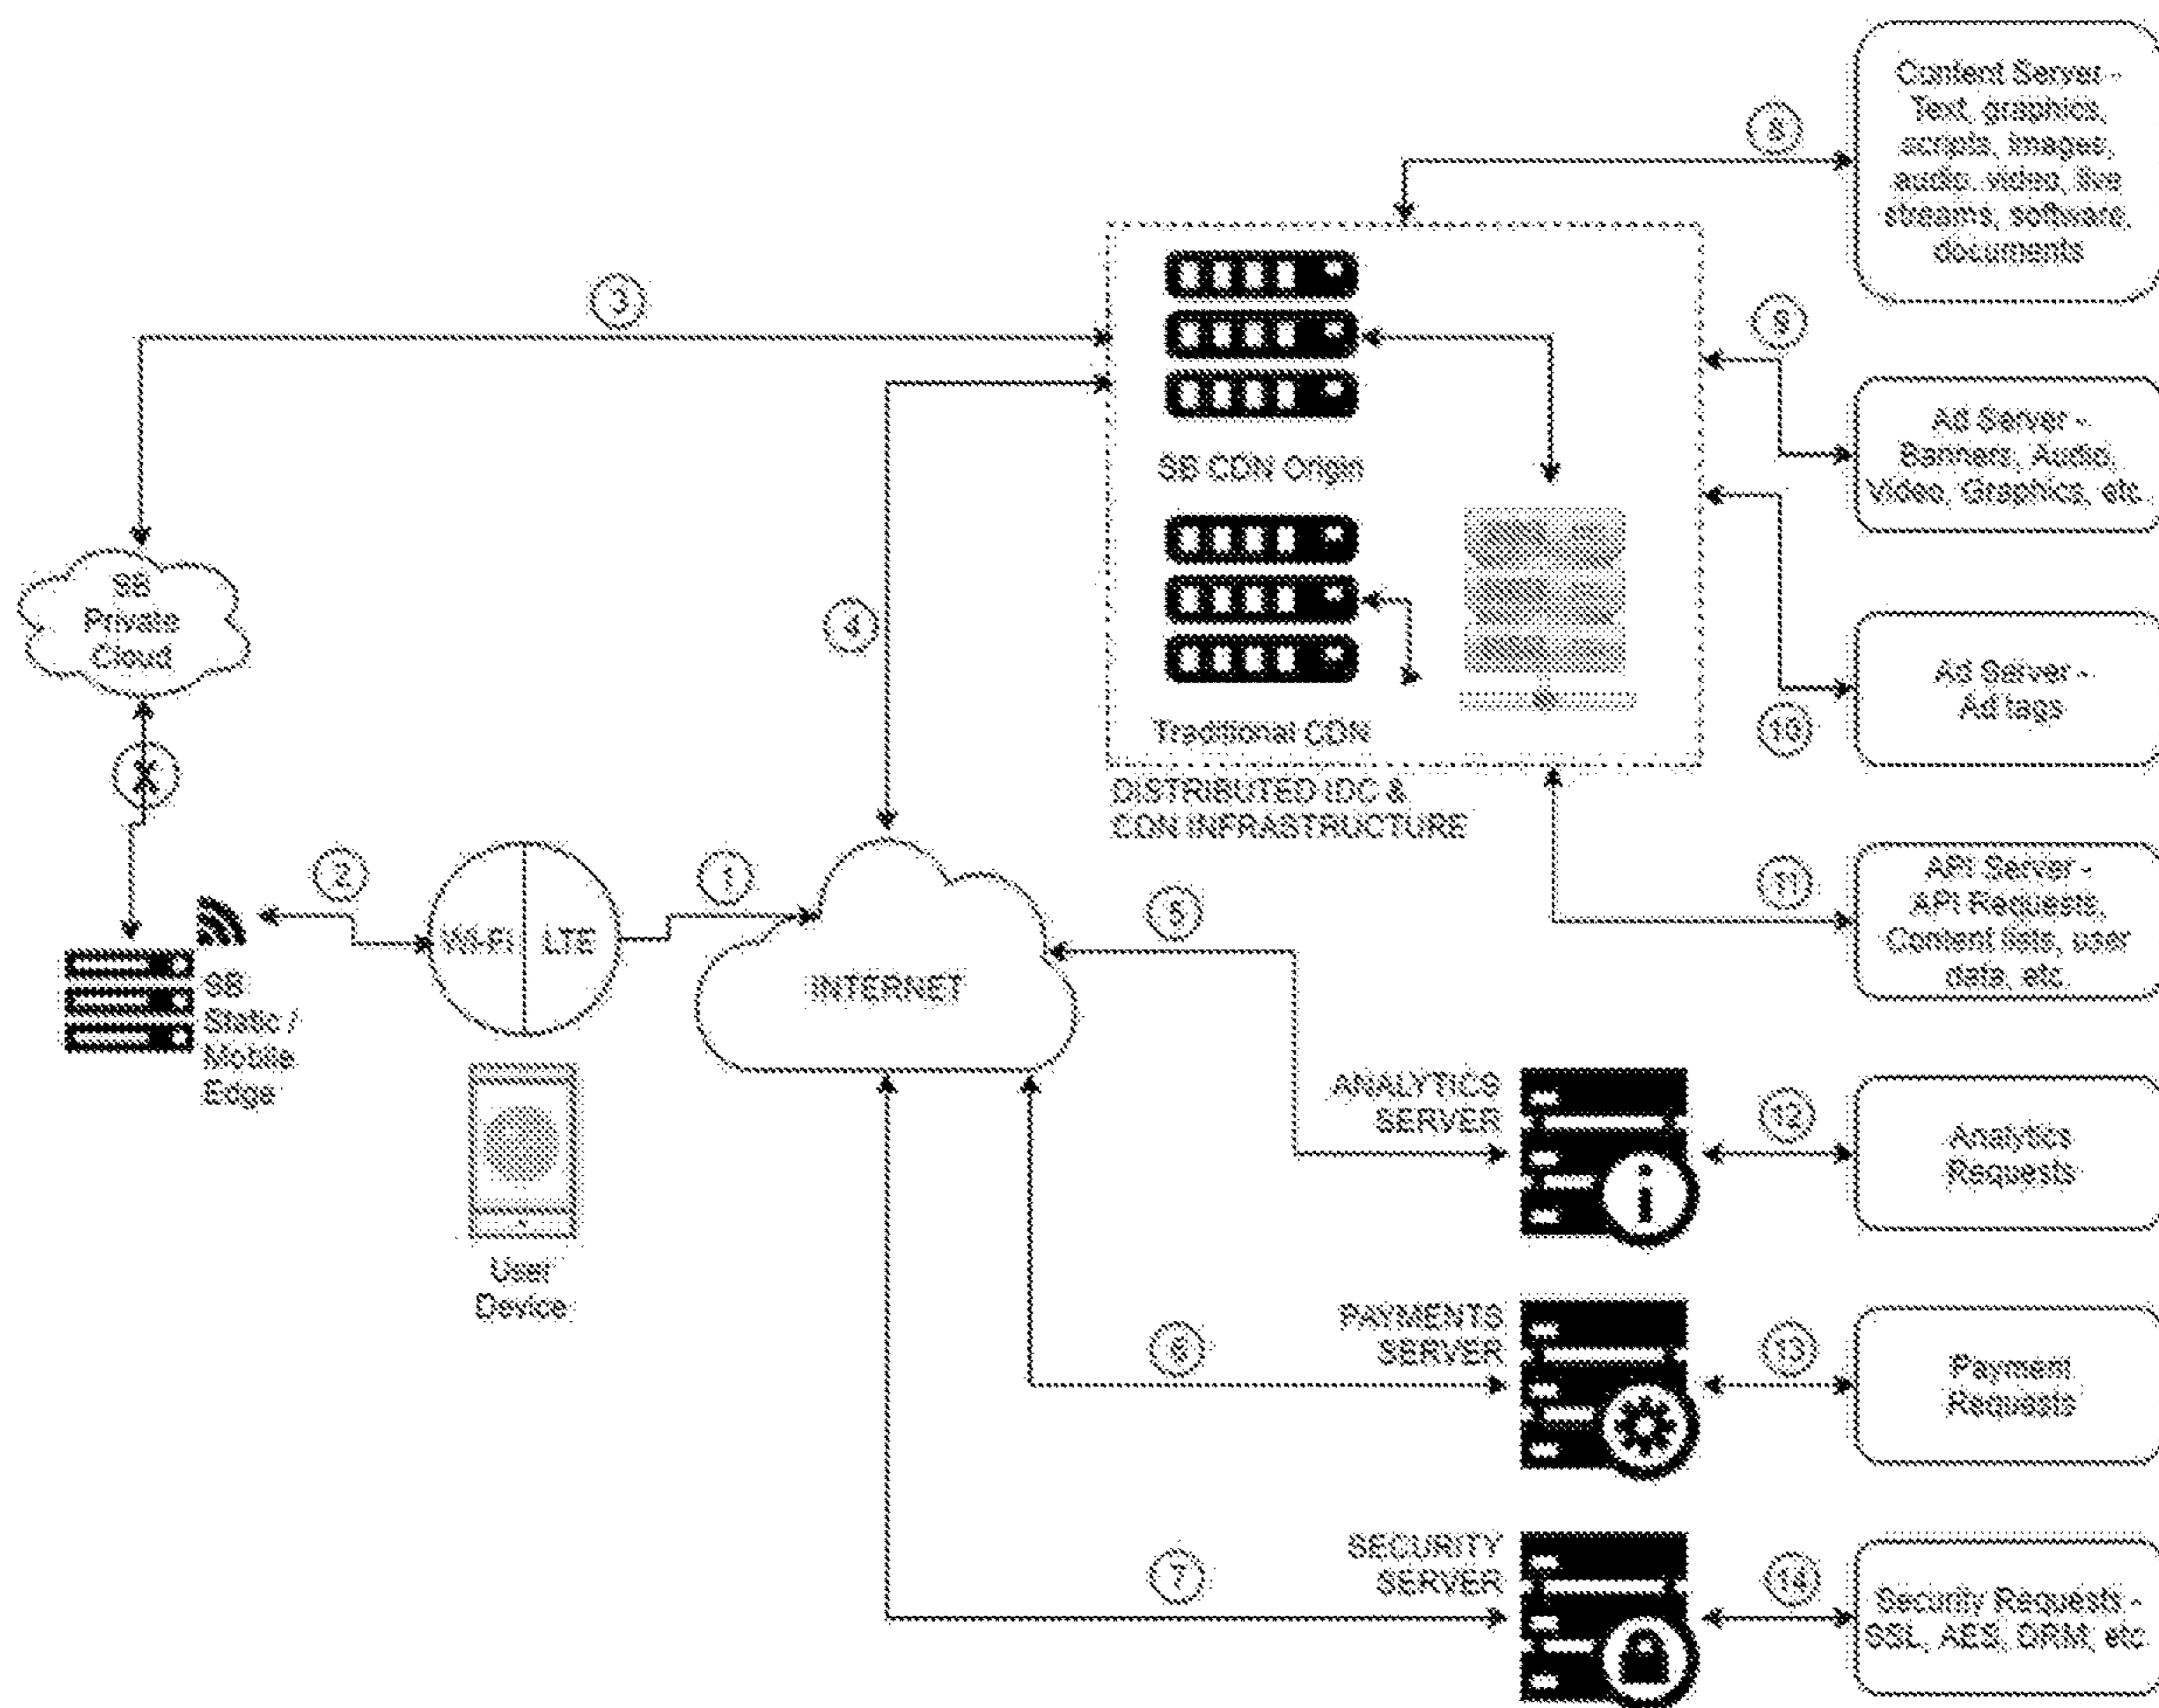 Content Server -
Text, graphics,
scripts, images,
audio, video, live
streams, software,
documents
8
9
3
Ad Server -
Banners, Audio,
Video, Graphics, etc.
SB CDN Origin
SB
Private
Cloud
4
Ad Server -
Ad tags
10
Traditional CDN
DISTRIBUTED IDC &
CDN INFRASTRUCTURE
X
2
1
5
11
API Server -
API Requests,
Content lists, user
data, etc.
WI-FI
LTE
INTERNET
SB
Static /
Mobile
Edge
ANALYTICS
SERVER
i
12
Analytics
Requests
User
Device
PAYMENTS
SERVER
6
13
Payment
Requests
SECURITY
SERVER
7
14
Security Requests -
SSL, AES, DRM, etc.